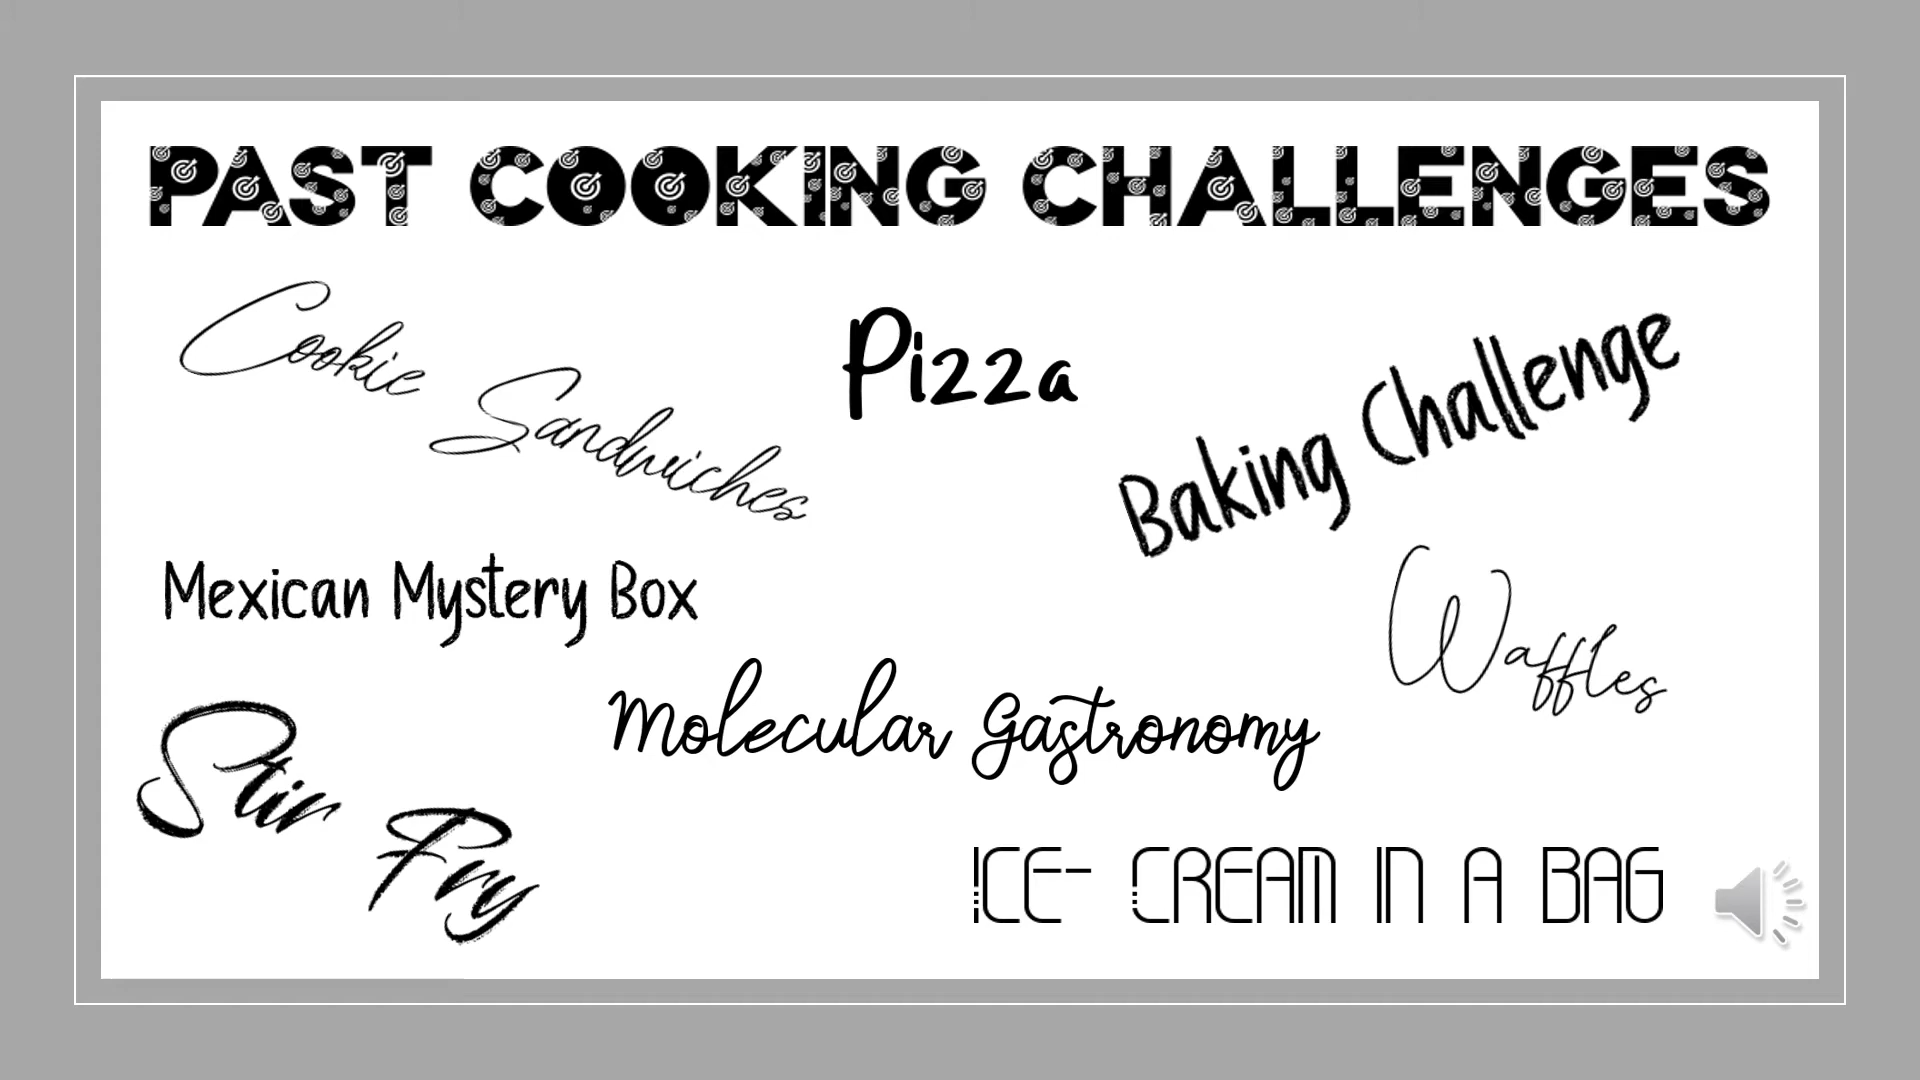 PAST COOKING CHALLENGES
Cookie Sandwiches
Pizza
Baking Challenge
Mexican Mystery Box
Waffles
Molecular Gastronomy
Stir Fry
ICE- CREAM IN A BAG